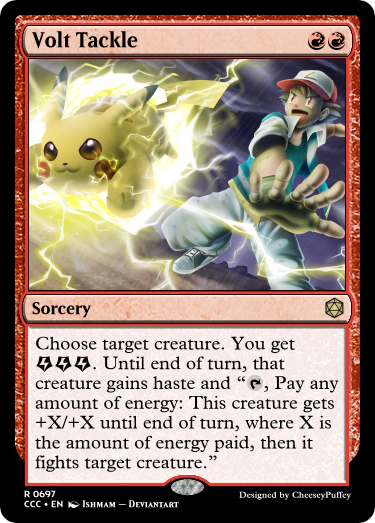 Volt Tackle
Sorcery
Choose target creature. You get
. Until end of turn, that
creature gains haste and “, Pay any
amount of energy: This creature gets
+X/+X until end of turn, where X is
the amount of energy paid, then it
fights target creature.”
R 0697
CCC • EN Ishmam — Deviantart
Designed by CheeseyPuffey